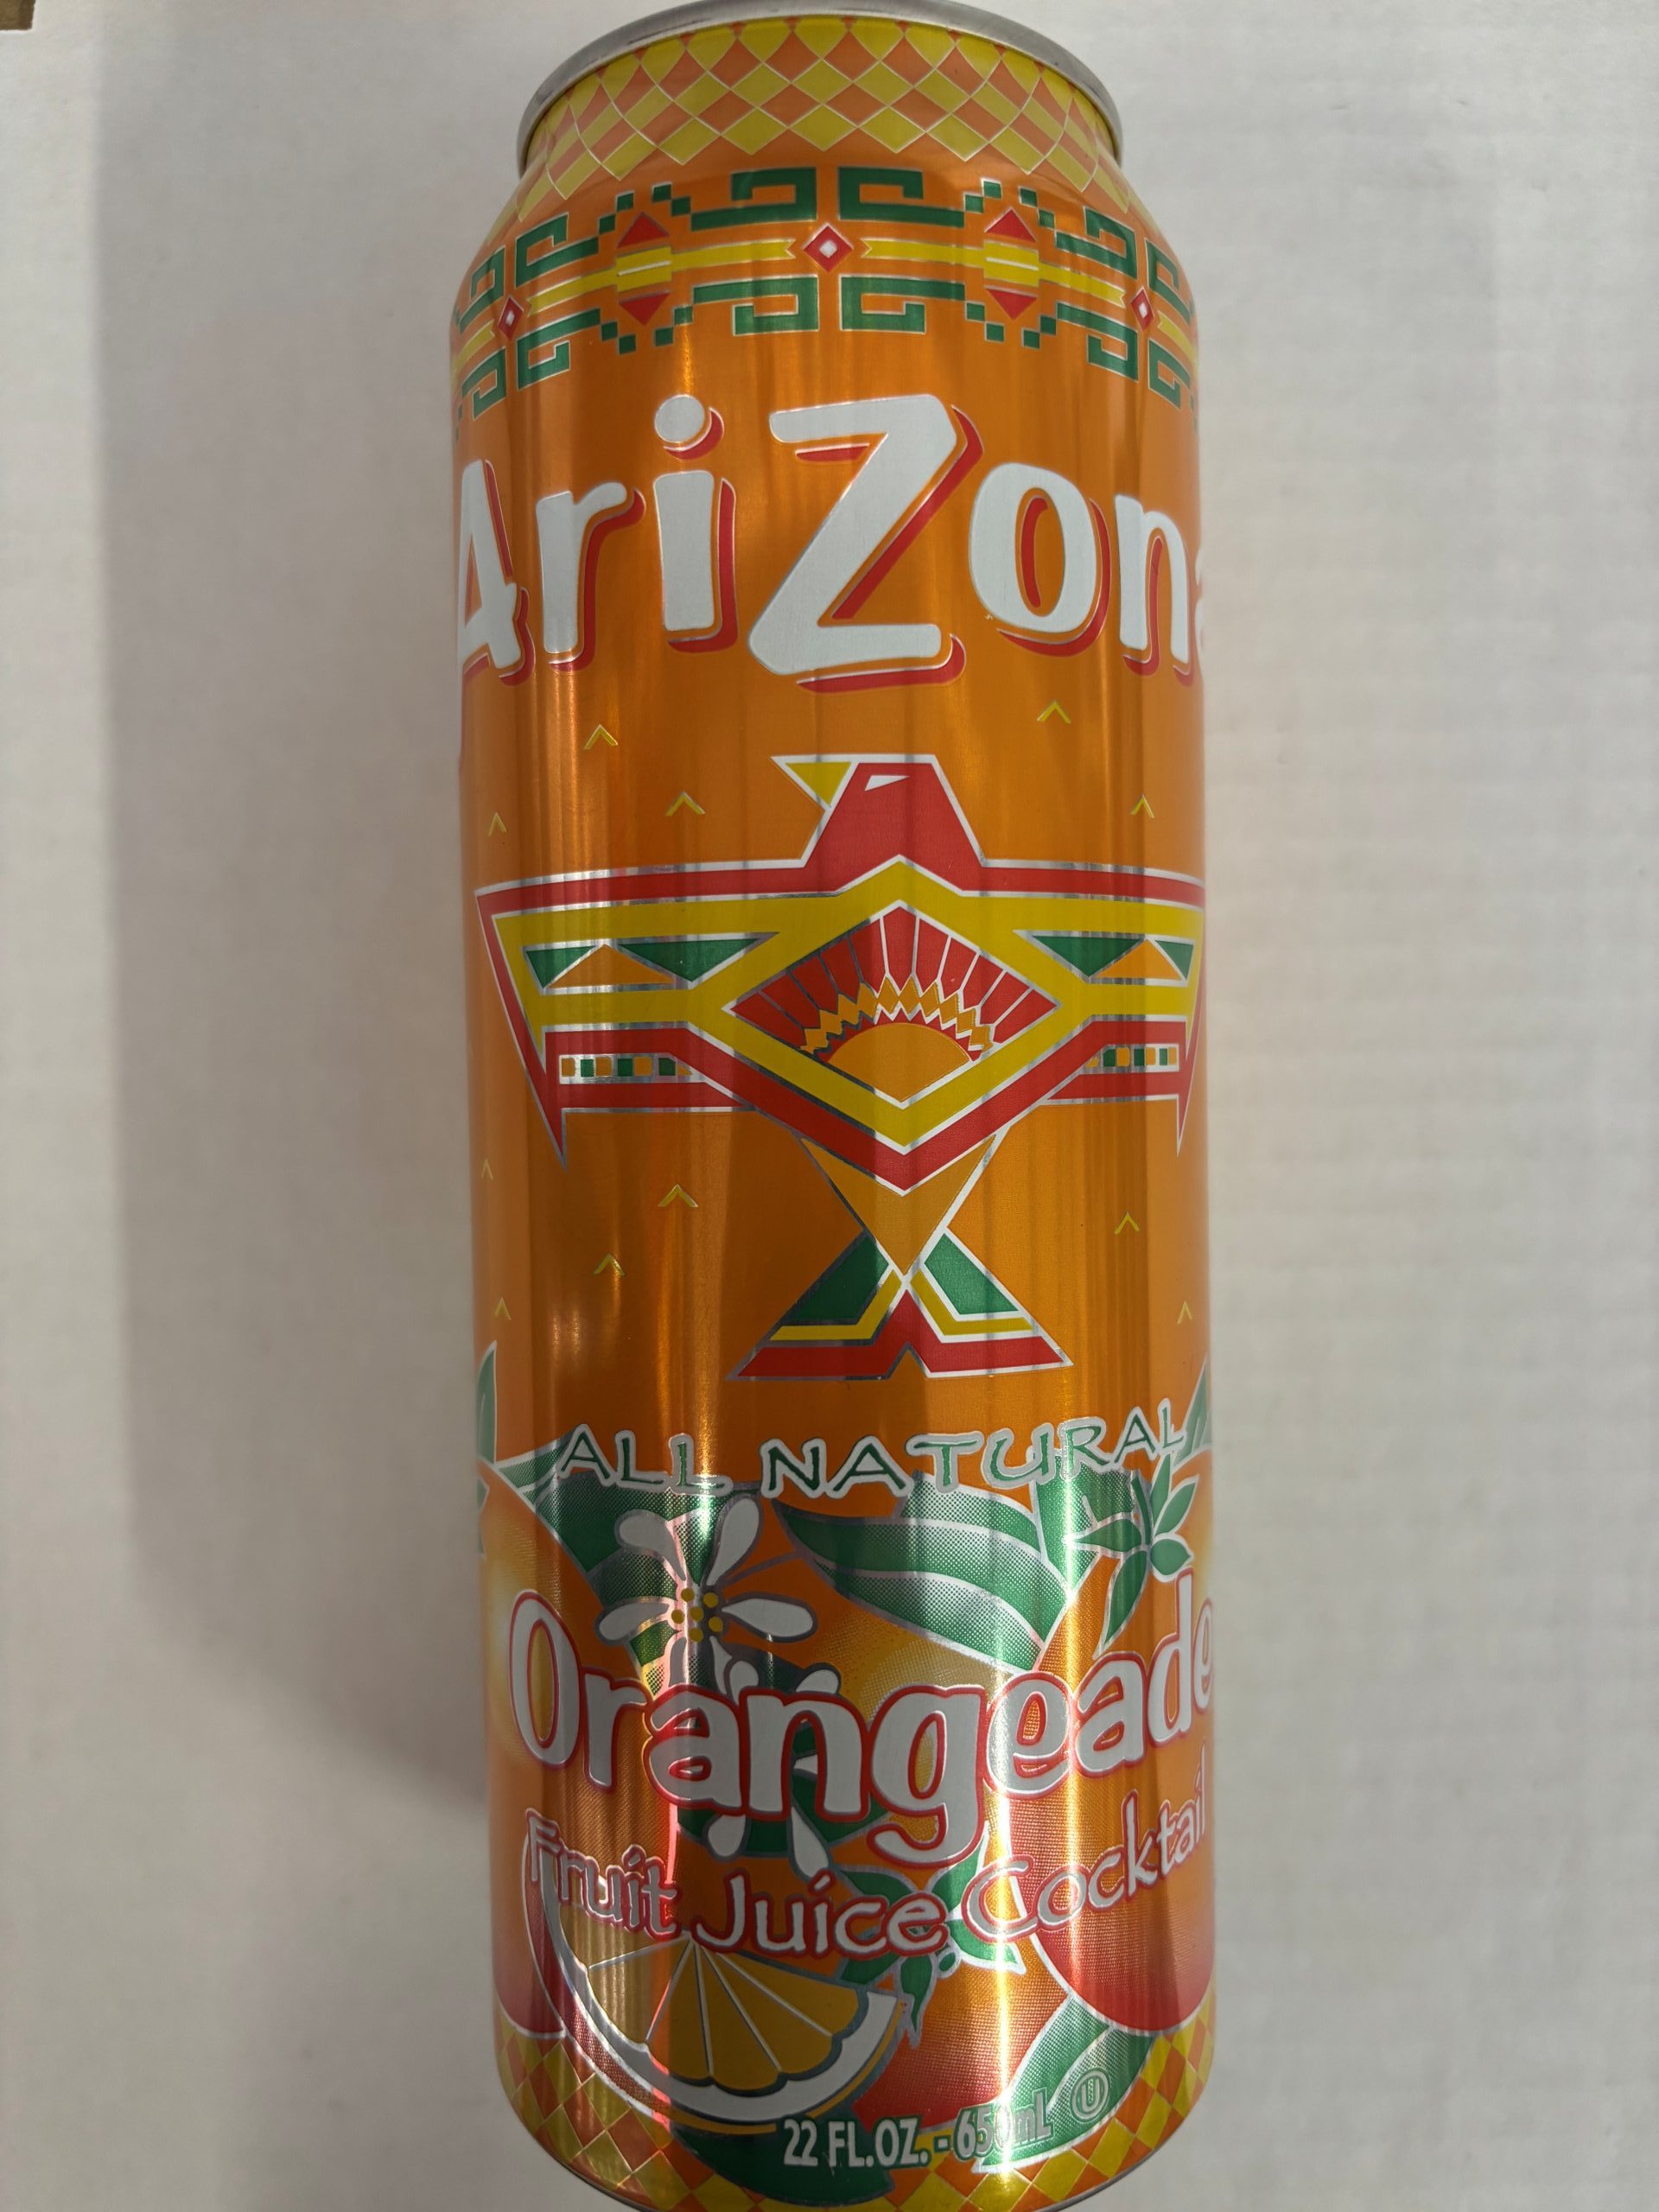 AriZona
ALL NATURAL
Orangeade
Fruit Juice Cocktail
22 FL.OZ. - 650mL U